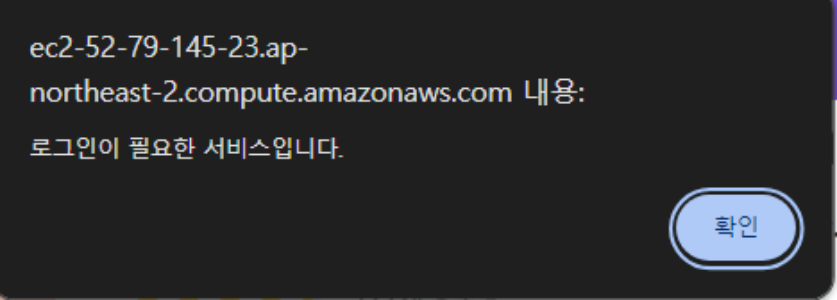 ec2-52-79-145-23.ap-
northeast-2.compute.amazonaws.com 내용:
로그인이 필요한 서비스입니다.
확인